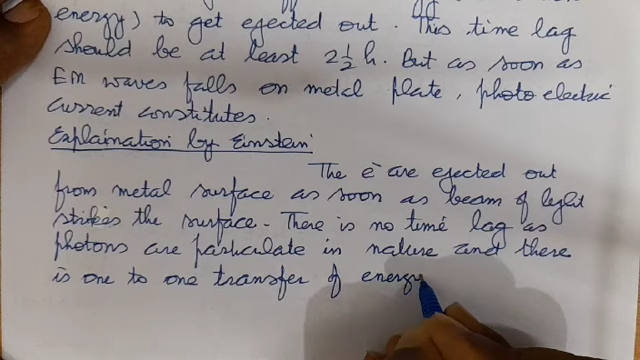 energy) to get ejected out. This time lag
should be at least 2 1/2 h. But as soon as
EM waves falls on metal plate, photo electric
current constitutes.
Explaination by Einstein:
The e⁻ are ejected out
from metal surface as soon as beam of light
strikes the surface. There is no time lag as
photons are particulate in nature and there
is one to one transfer of energy